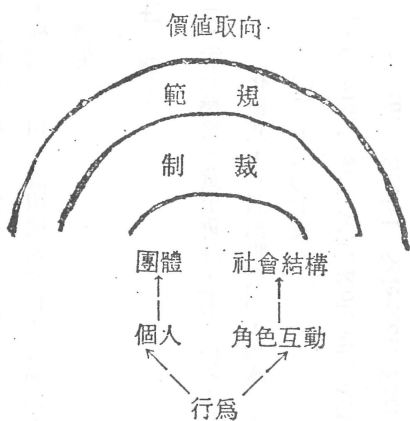 價值取向
範規
制裁
團體 社會結構
個人 角色互動
行爲